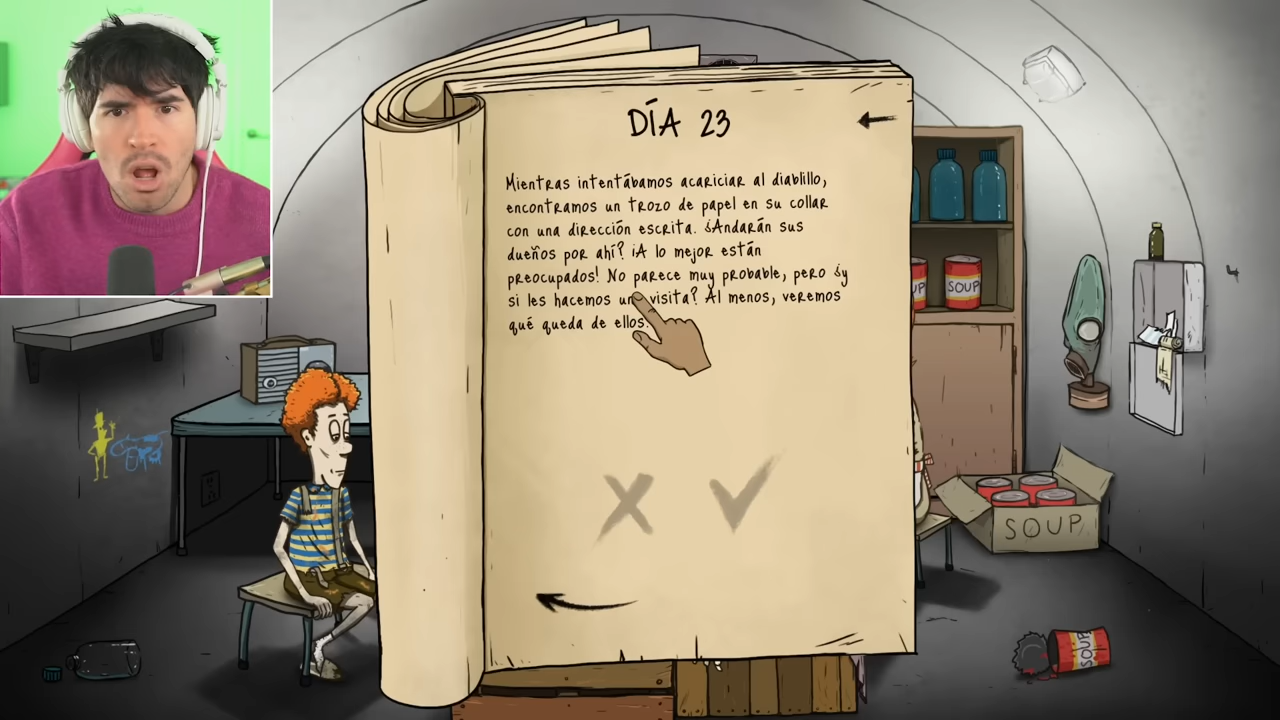 DÍA 23
Mientras intentábamos acariciar al diablillo,
encontramos un trozo de papel en su collar
con una dirección escrita. ¿Andarán sus
dueños por ahí? ¡A lo mejor están
preocupados! No parece muy probable, pero ¿y
si les hacemos una visita? Al menos, veremos
qué queda de ellos.
SOUP
SOUP
SOUP